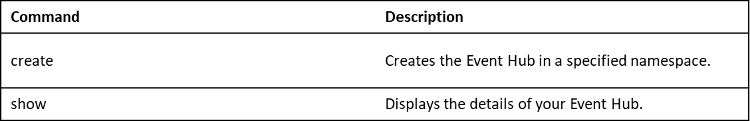 Command Description
create Creates the Event Hub in a specified namespace.
show Displays the details of your Event Hub.